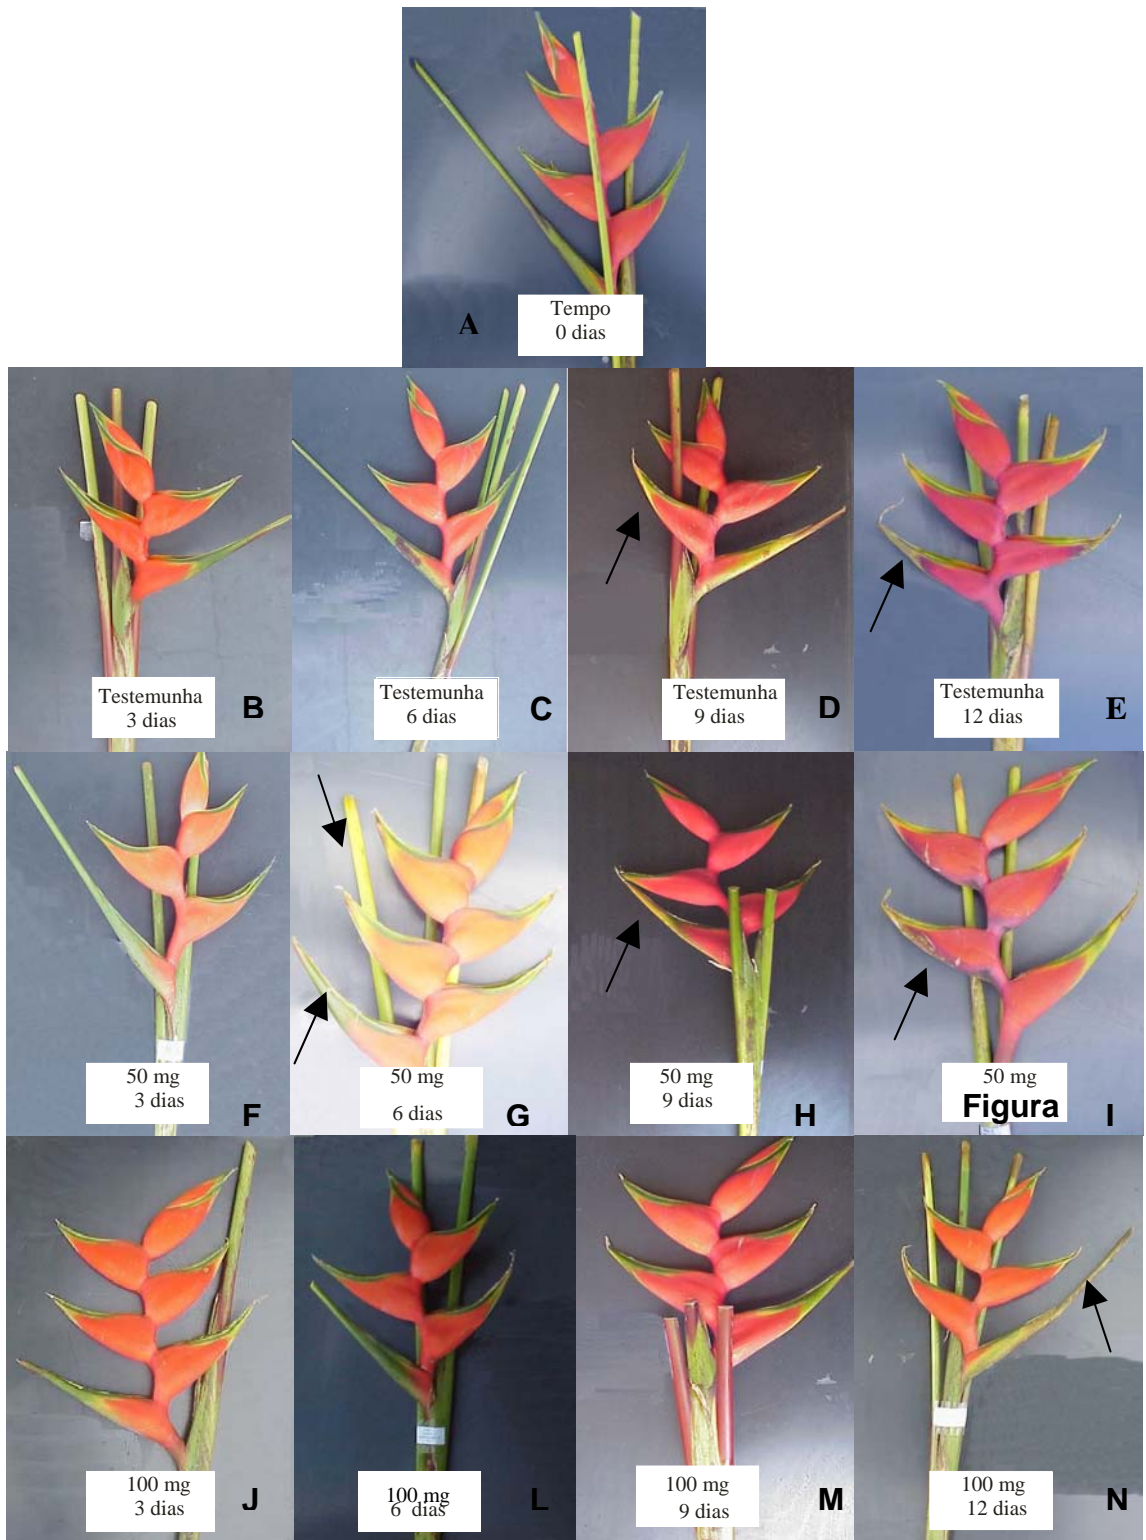 A
Tempo
0 dias
Testemunha
3 dias
B
Testemunha
6 dias
C
Testemunha
9 dias
D
Testemunha
12 dias
E
50 mg
3 dias
F
50 mg
6 dias
G
50 mg
9 dias
H
50 mg
Figura
I
100 mg
3 dias
J
100 mg
6 dias
L
100 mg
9 dias
M
100 mg
12 dias
N